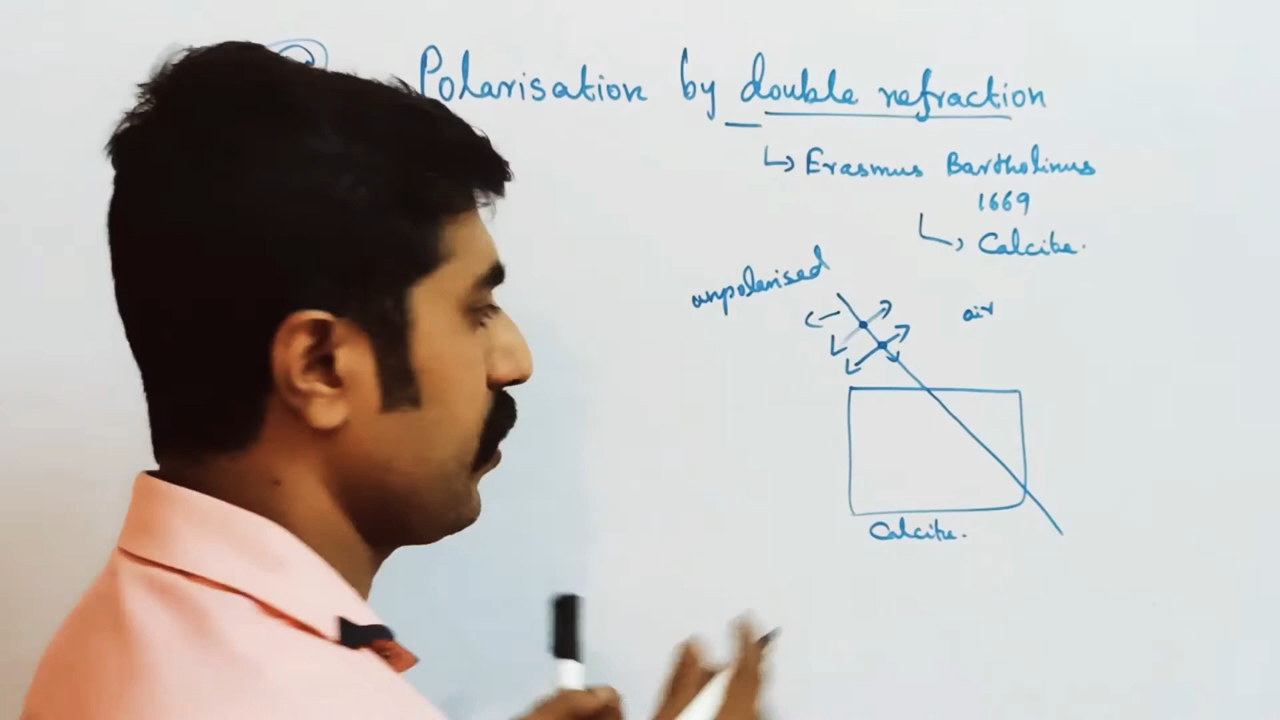 Polarisation by double refraction
↳ Erasmus Bartholinus
1669
↳ Calcite.
unpolarised
air
Calcite.